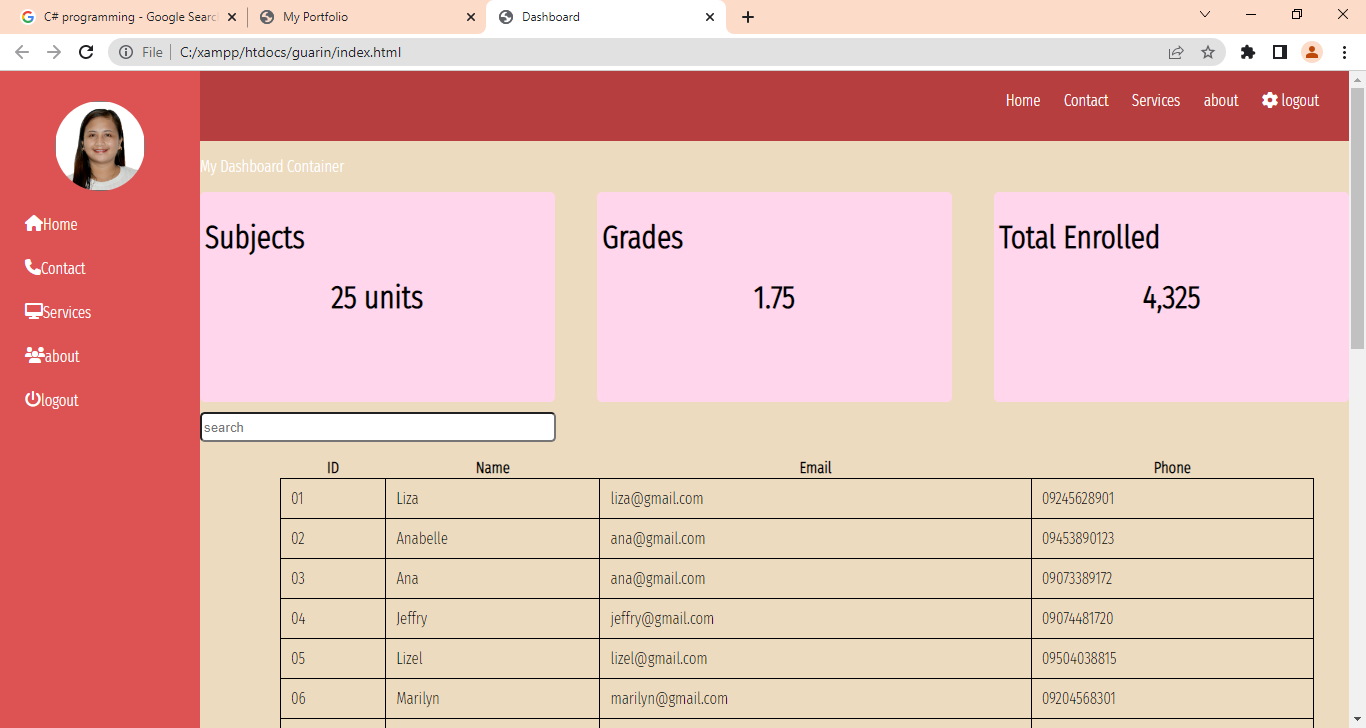 C# programming - Google Searc
My Portfolio
Dashboard
File
C:/xampp/htdocs/guarin/index.html
Home Contact Services about logout
Home
Contact
Services
about
logout
My Dashboard Container
Subjects
25 units
Grades
1.75
Total Enrolled
4,325
search
ID Name Email Phone
01 Liza liza@gmail.com 09245628901
02 Anabelle ana@gmail.com 09453890123
03 Ana ana@gmail.com 09073389172
04 Jeffry jeffry@gmail.com 09074481720
05 Lizel lizel@gmail.com 09504038815
06 Marilyn marilyn@gmail.com 09204568301